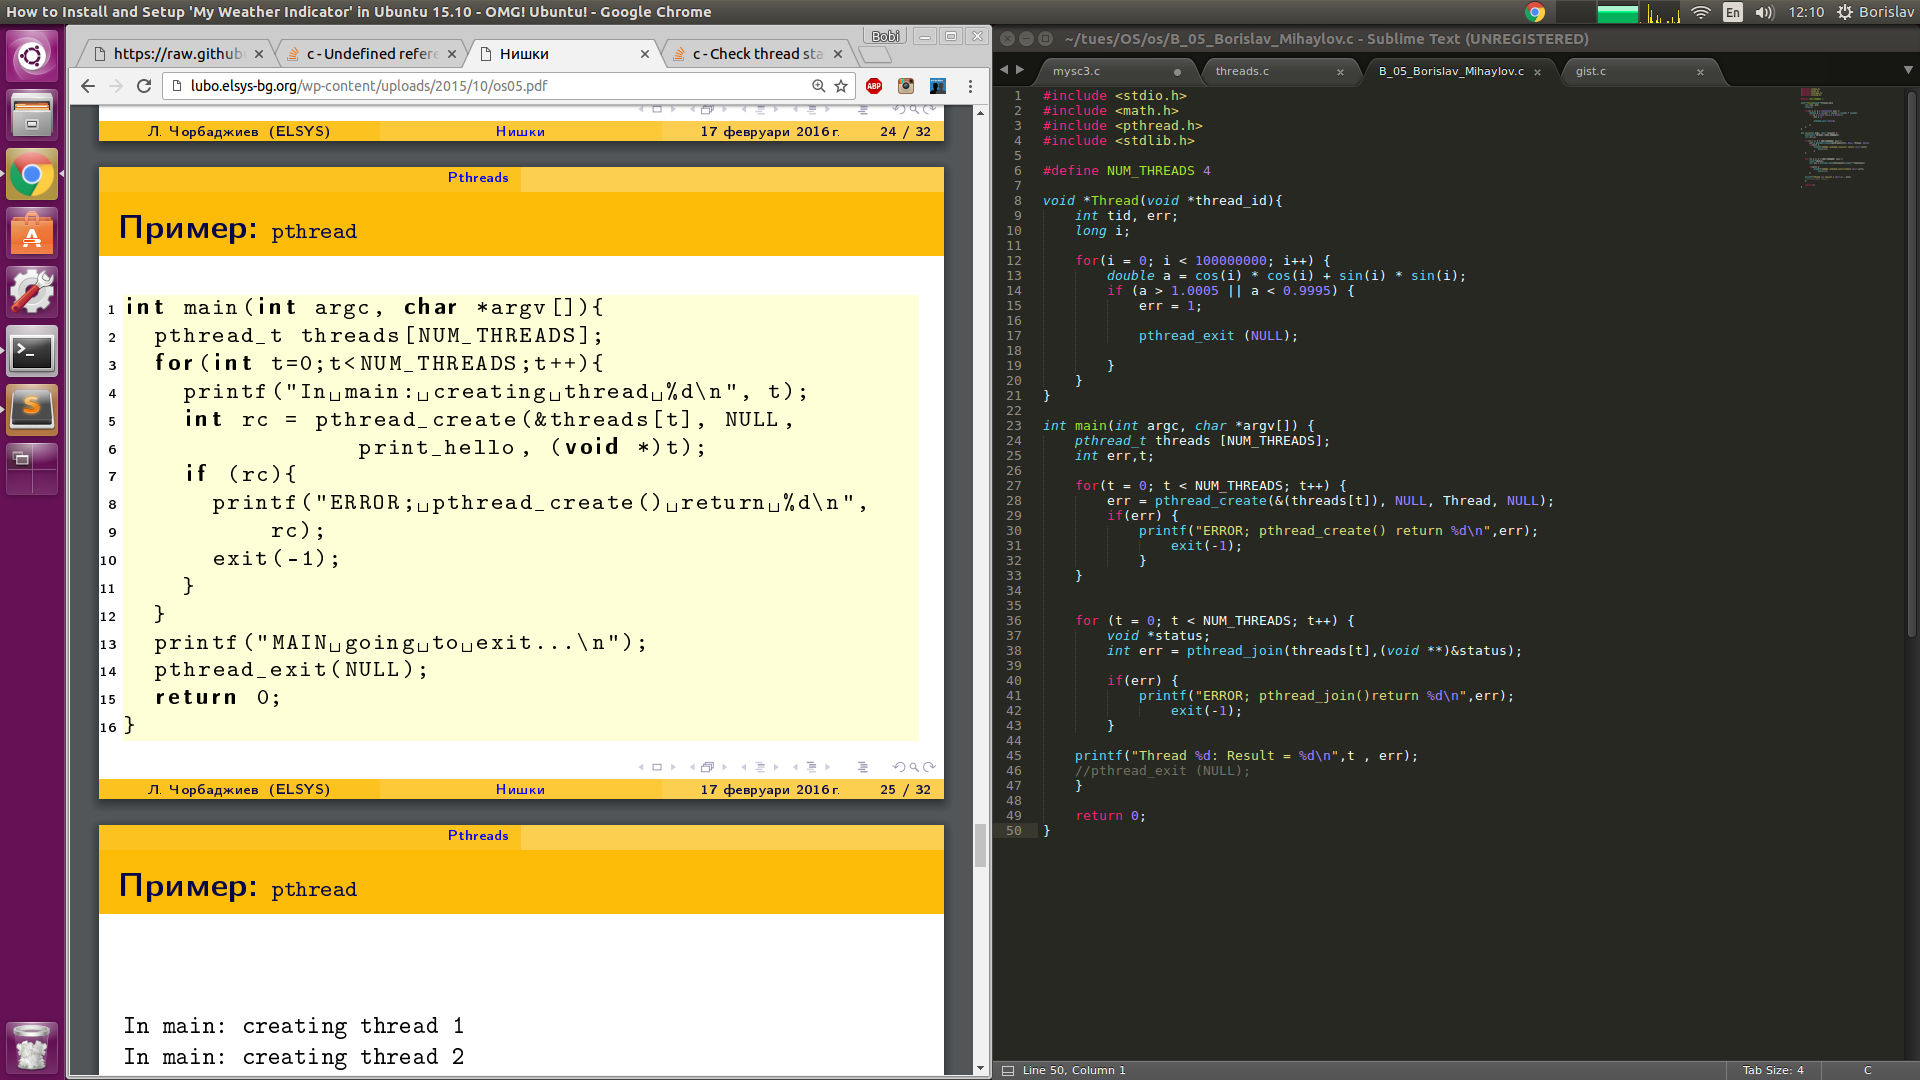 How to Install and Setup 'My Weather Indicator' in Ubuntu 15.10 - OMG! Ubuntu! - Google Chrome
En
12:10
Borislav
Bobi
https://raw.github
c - Undefined refere
Нишки
c - Check thread sta
lubo.elsys-bg.org/wp-content/uploads/2015/10/os05.pdf
ABP
Л. Чорбаджиев (ELSYS) Нишки 17 февруари 2016 г. 24 / 32
Pthreads
Пример: pthread
1 int main(int argc, char *argv[]){
2 pthread_t threads[NUM_THREADS];
3 for(int t=0;t<NUM_THREADS;t++){
4 printf("In␣main:␣creating␣thread␣%d\n", t);
5 int rc = pthread_create(&threads[t], NULL,
6 print_hello, (void *)t);
7 if (rc){
8 printf("ERROR;␣pthread_create()␣return␣%d\n",
9 rc);
10 exit(-1);
11 }
12 }
13 printf("MAIN␣going␣to␣exit...\n");
14 pthread_exit(NULL);
15 return 0;
16 }
Л. Чорбаджиев (ELSYS) Нишки 17 февруари 2016 г. 25 / 32
Pthreads
Пример: pthread
In main: creating thread 1
In main: creating thread 2
~/tues/OS/os/B_05_Borislav_Mihaylov.c - Sublime Text (UNREGISTERED)
mysc3.c
threads.c
B_05_Borislav_Mihaylov.c
gist.c
1 #include <stdio.h>
2 #include <math.h>
3 #include <pthread.h>
4 #include <stdlib.h>
5
6 #define NUM_THREADS 4
7
8 void *Thread(void *thread_id){
9 int tid, err;
10 long i;
11
12 for(i = 0; i < 100000000; i++) {
13 double a = cos(i) * cos(i) + sin(i) * sin(i);
14 if (a > 1.0005 || a < 0.9995) {
15 err = 1;
16
17 pthread_exit (NULL);
18
19 }
20 }
21 }
22
23 int main(int argc, char *argv[]) {
24 pthread_t threads [NUM_THREADS];
25 int err,t;
26
27 for(t = 0; t < NUM_THREADS; t++) {
28 err = pthread_create(&(threads[t]), NULL, Thread, NULL);
29 if(err) {
30 printf("ERROR; pthread_create() return %d\n",err);
31 exit(-1);
32 }
33 }
34
35
36 for (t = 0; t < NUM_THREADS; t++) {
37 void *status;
38 int err = pthread_join(threads[t],(void **)&status);
39
40 if(err) {
41 printf("ERROR; pthread_join()return %d\n",err);
42 exit(-1);
43 }
44
45 printf("Thread %d: Result = %d\n",t , err);
46 //pthread_exit (NULL);
47 }
48
49 return 0;
50 }
Line 50, Column 1
Tab Size: 4
C